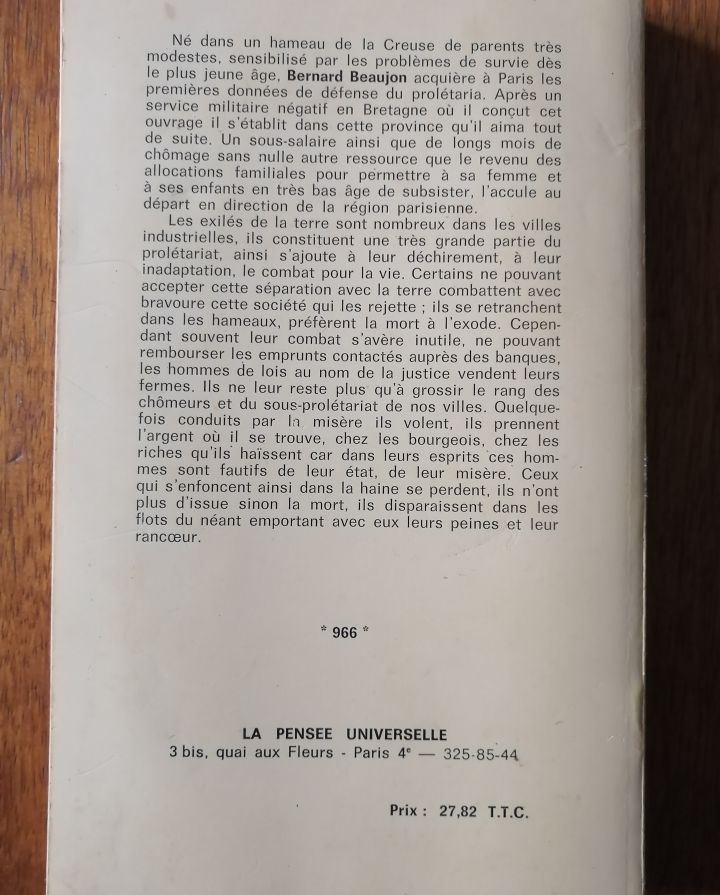 Né dans un hameau de la Creuse de parents très
modestes, sensibilisé par les problèmes de survie dès
le plus jeune âge, Bernard Beaujon acquière à Paris les
premières données de défense du prolétaria. Après un
service militaire négatif en Bretagne où il conçut cet
ouvrage il s'établit dans cette province qu'il aima tout
de suite. Un sous-salaire ainsi que de longs mois de
chômage sans nulle autre ressource que le revenu des
allocations familiales pour permettre à sa femme et
à ses enfants en très bas âge de subsister, l'accule au
départ en direction de la région parisienne.
Les exilés de la terre sont nombreux dans les villes
industrielles, ils constituent une très grande partie du
prolétariat, ainsi s'ajoute à leur déchirement, à leur
inadaptation, le combat pour la vie. Certains ne pouvant
accepter cette séparation avec la terre combattent avec
bravoure cette société qui les rejette ; ils se retranchent
dans les hameaux, préfèrent la mort à l'exode. Cepen-
dant souvent leur combat s'avère inutile, ne pouvant
rembourser les emprunts contactés auprès des banques,
les hommes de lois au nom de la justice vendent leurs
fermes. Ils ne leur reste plus qu'à grossir le rang des
chômeurs et du sous-prolétariat de nos villes. Quelque-
fois conduits par la misère ils volent, ils prennent
l'argent où il se trouve, chez les bourgeois, chez les
riches qu'ils haïssent car dans leurs esprits ces hom-
mes sont fautifs de leur état, de leur misère. Ceux
qui s'enfoncent ainsi dans la haine se perdent, ils n'ont
plus d'issue sinon la mort, ils disparaissent dans les
flots du néant emportant avec eux leurs peines et leur
rancœur.
* 966 *
LA PENSEE UNIVERSELLE
3 bis, quai aux Fleurs - Paris 4e — 325-85-44
Prix : 27,82 T.T.C.